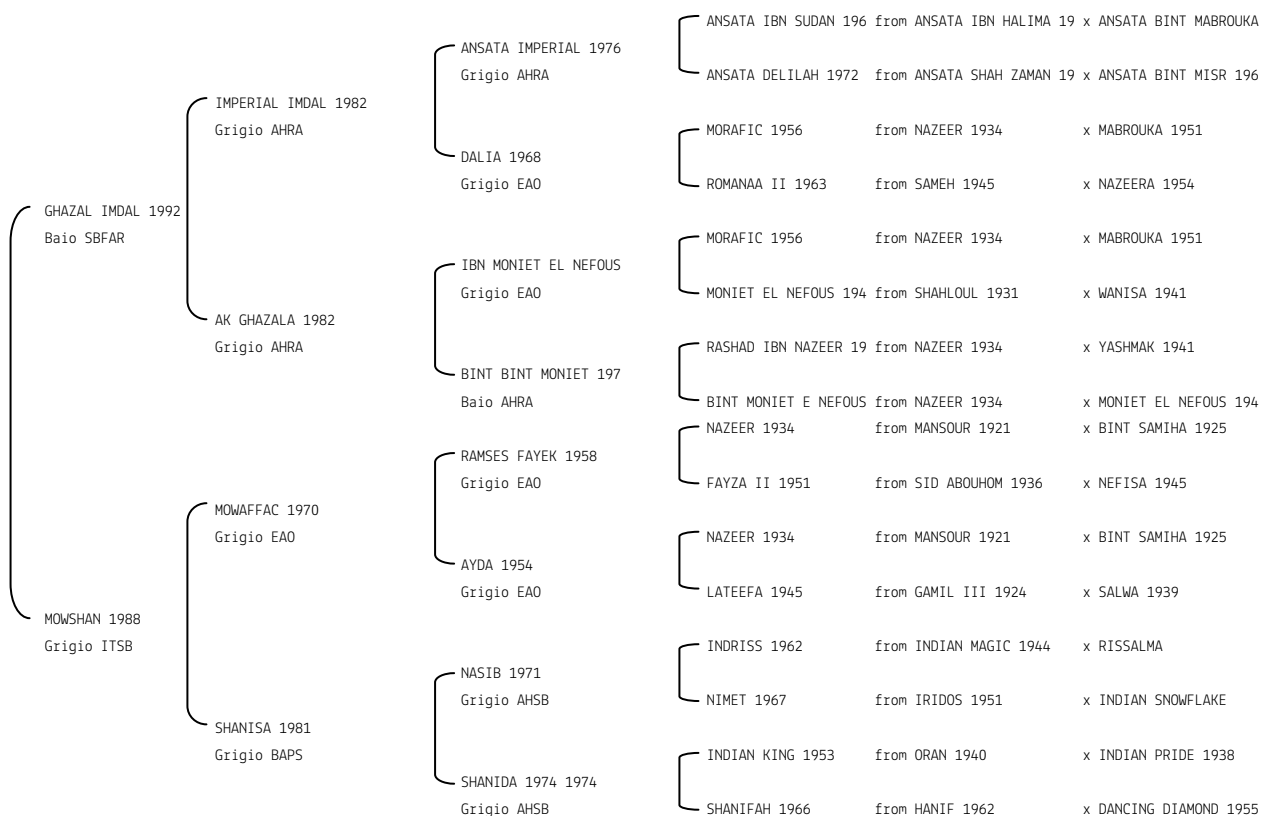 ANSATA IBN SUDAN 196 from ANSATA IBN HALIMA 19 x ANSATA BINT MABROUKA
ANSATA IMPERIAL 1976
Grigio AHRA
ANSATA DELILAH 1972 from ANSATA SHAH ZAMAN 19 x ANSATA BINT MISR 196
IMPERIAL IMDAL 1982
Grigio AHRA
MORAFIC 1956 from NAZEER 1934 x MABROUKA 1951
DALIA 1968
Grigio EAO
ROMANAA II 1963 from SAMEH 1945 x NAZEERA 1954
GHAZAL IMDAL 1992
Baio SBFAR
MORAFIC 1956 from NAZEER 1934 x MABROUKA 1951
IBN MONIET EL NEFOUS
Grigio EAO
MONIET EL NEFOUS 194 from SHAHLOUL 1931 x WANISA 1941
AK GHAZALA 1982
Grigio AHRA
RASHAD IBN NAZEER 19 from NAZEER 1934 x YASHMAK 1941
BINT BINT MONIET 197
Baio AHRA
BINT MONIET E NEFOUS from NAZEER 1934 x MONIET EL NEFOUS 194
NAZEER 1934 from MANSOUR 1921 x BINT SAMIHA 1925
RAMSES FAYEK 1958
Grigio EAO
FAYZA II 1951 from SID ABOUHOM 1936 x NEFISA 1945
MOWAFFAC 1970
Grigio EAO
NAZEER 1934 from MANSOUR 1921 x BINT SAMIHA 1925
AYDA 1954
Grigio EAO
LATEEFA 1945 from GAMIL III 1924 x SALWA 1939
MOWSHAN 1988
Grigio ITSB
INDRISS 1962 from INDIAN MAGIC 1944 x RISSALMA
NASIB 1971
Grigio AHSB
NIMET 1967 from IRIDOS 1951 x INDIAN SNOWFLAKE
SHANISA 1981
Grigio BAPS
INDIAN KING 1953 from ORAN 1940 x INDIAN PRIDE 1938
SHANIDA 1974 1974
Grigio AHSB
SHANIFAH 1966 from HANIF 1962 x DANCING DIAMOND 1955